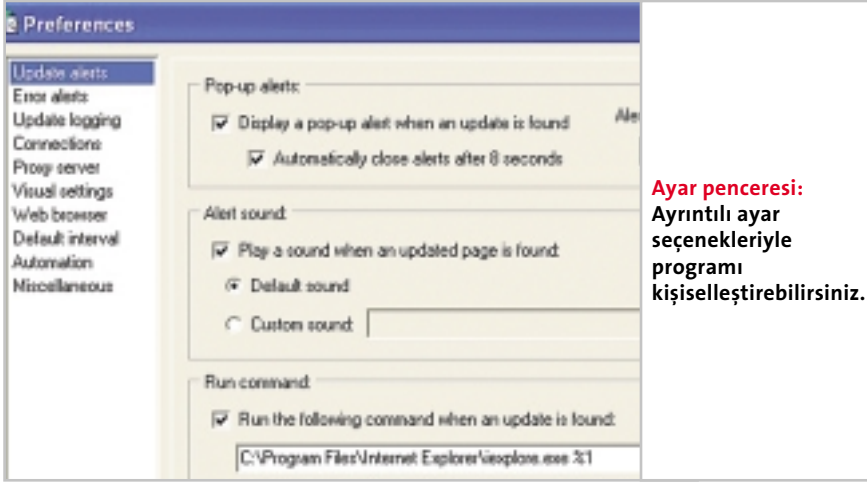 Preferences
Update alerts
Error alerts
Update logging
Connections
Proxy server
Visual settings
Web browser
Default interval
Automation
Miscellaneous
Pop-up alerts:
Display a pop-up alert when an update is found
Automatically close alerts after 8 seconds
Alert sound:
Play a sound when an updated page is found:
Default sound
Custom sound:
Run command:
Run the following command when an update is found:
C:\Program Files\Internet Explorer\iexplore.exe %1
Ayar penceresi:
Ayrıntılı ayar
seçenekleriyle
programı
kişiselleştirebilirsiniz.